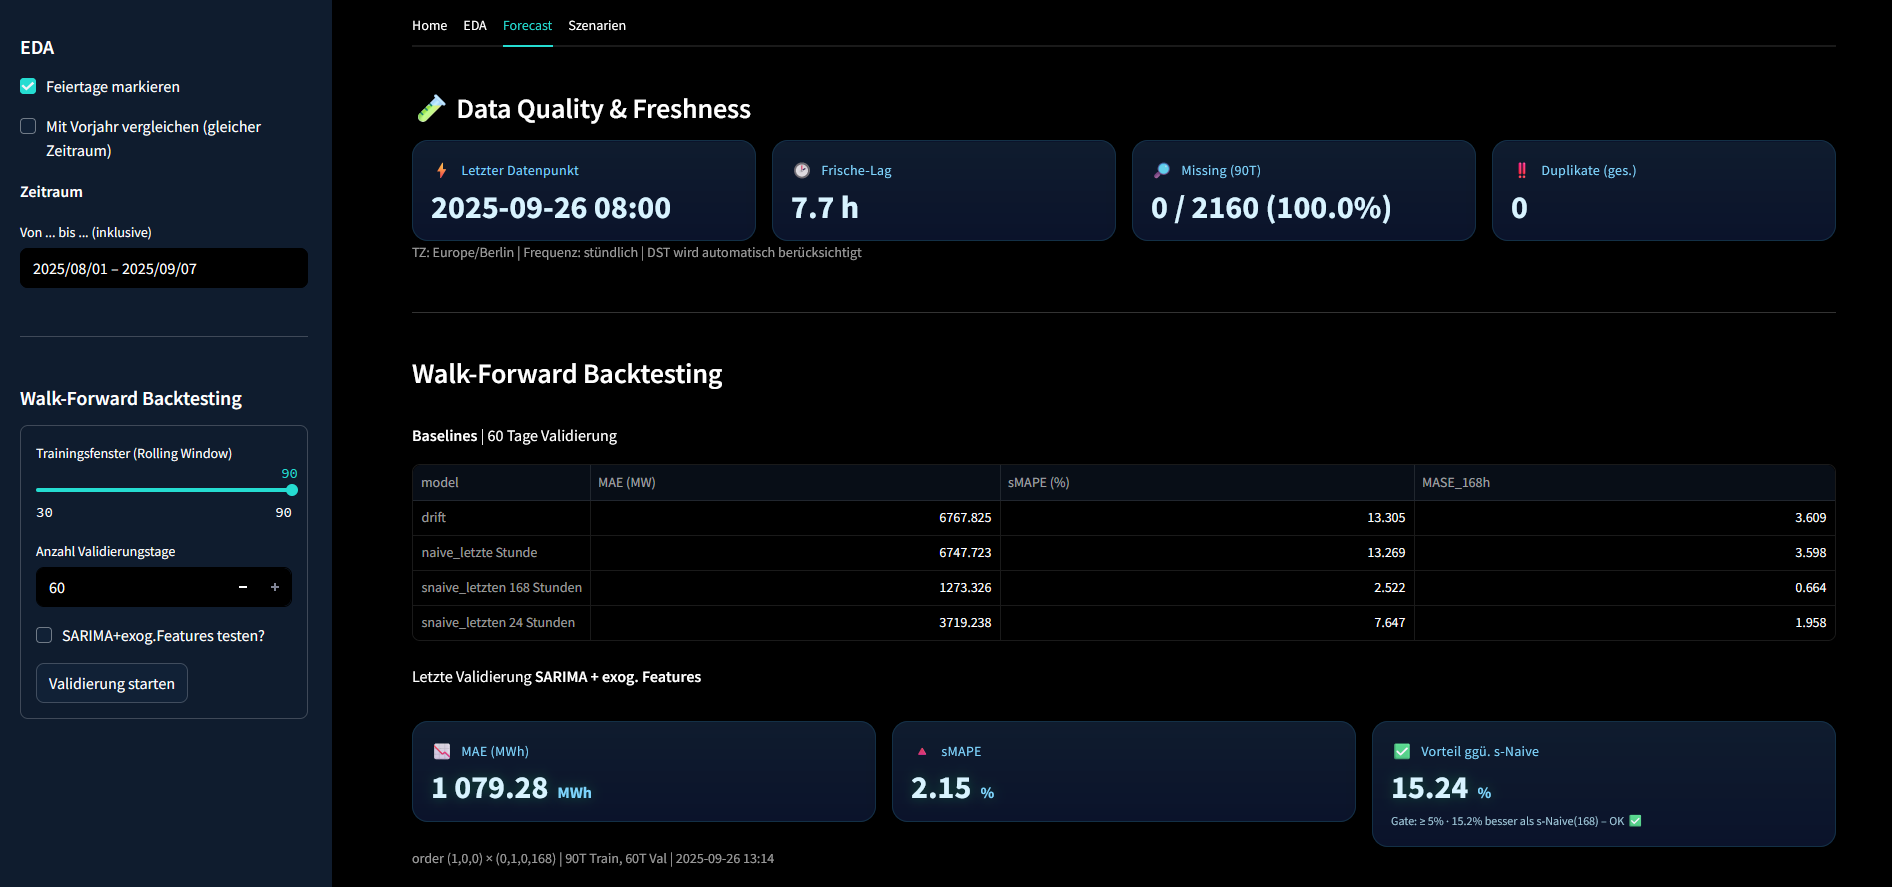 EDA
Feiertage markieren
Mit Vorjahr vergleichen (gleicher
Zeitraum)
Zeitraum
Von ... bis ... (inklusive)
2025/08/01 – 2025/09/07
Walk-Forward Backtesting
Trainingsfenster (Rolling Window)
90
30 90
Anzahl Validierungstage
60 − +
SARIMA+exog.Features testen?
Validierung starten
Home EDA Forecast Szenarien
Data Quality & Freshness
Letzter Datenpunkt
2025-09-26 08:00
Frische-Lag
7.7 h
Missing (90T)
0 / 2160 (100.0%)
Duplikate (ges.)
0
TZ: Europe/Berlin | Frequenz: stündlich | DST wird automatisch berücksichtigt
Walk-Forward Backtesting
Baselines | 60 Tage Validierung
model MAE (MW) sMAPE (%) MASE_168h
drift 6767.825 13.305 3.609
naive_letzte Stunde 6747.723 13.269 3.598
snaive_letzten 168 Stunden 1273.326 2.522 0.664
snaive_letzten 24 Stunden 3719.238 7.647 1.958
Letzte Validierung SARIMA + exog. Features
MAE (MWh)
1 079.28 MWh
sMAPE
2.15 %
Vorteil ggü. s-Naive
15.24 %
Gate: ≥ 5% · 15.2% besser als s-Naive(168) – OK ✅
order (1,0,0) × (0,1,0,168) | 90T Train, 60T Val | 2025-09-26 13:14